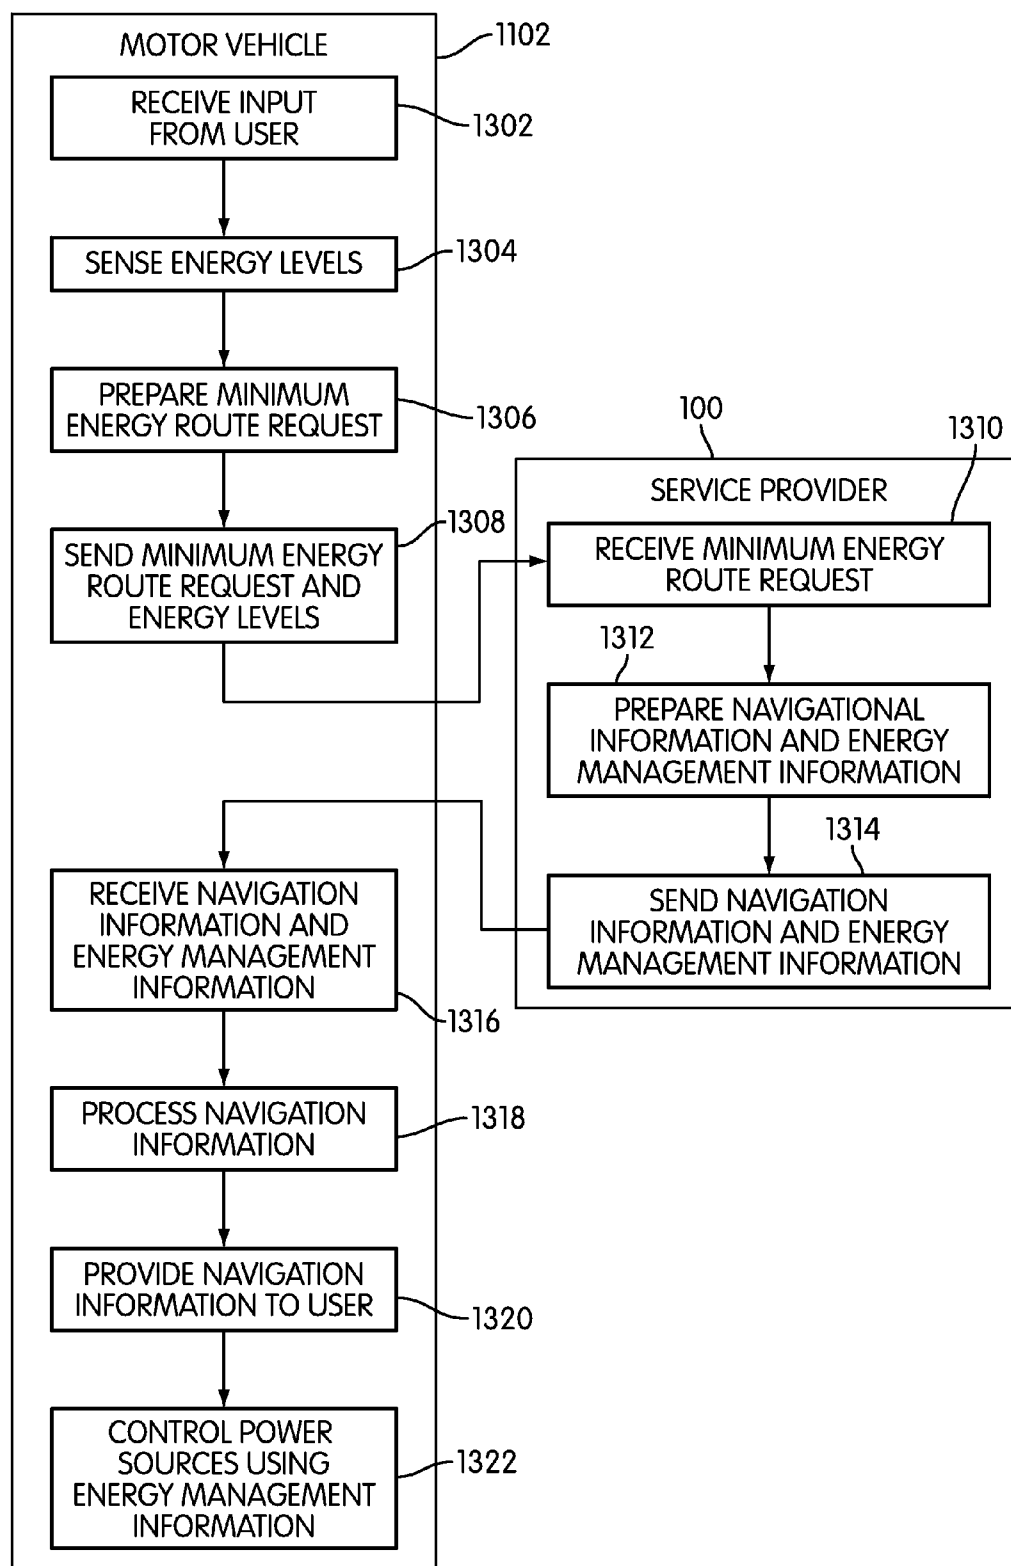 MOTOR VEHICLE
1102
RECEIVE INPUT
FROM USER
1302
SENSE ENERGY LEVELS
1304
PREPARE MINIMUM
ENERGY ROUTE REQUEST
1306
SEND MINIMUM ENERGY
ROUTE REQUEST AND
ENERGY LEVELS
1308
100
SERVICE PROVIDER
1310
RECEIVE MINIMUM ENERGY
ROUTE REQUEST
1312
PREPARE NAVIGATIONAL
INFORMATION AND ENERGY
MANAGEMENT INFORMATION
1314
SEND NAVIGATION
INFORMATION AND ENERGY
MANAGEMENT INFORMATION
RECEIVE NAVIGATION
INFORMATION AND
ENERGY MANAGEMENT
INFORMATION
1316
PROCESS NAVIGATION
INFORMATION
1318
PROVIDE NAVIGATION
INFORMATION TO USER
1320
CONTROL POWER
SOURCES USING
ENERGY MANAGEMENT
INFORMATION
1322